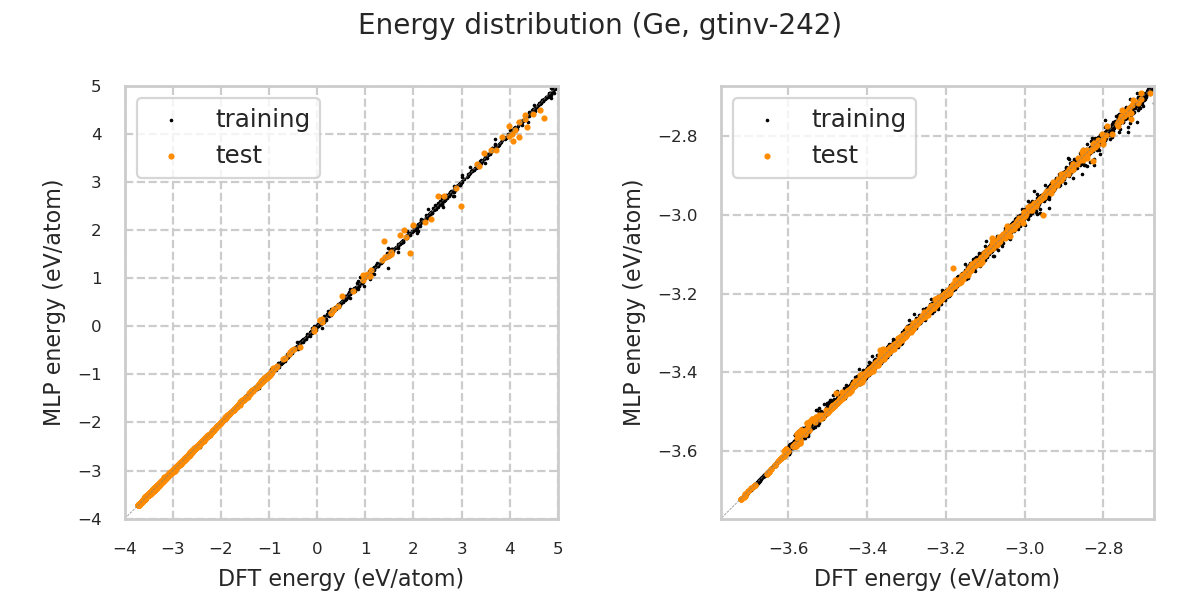 Energy distribution (Ge, gtinv-242)
training
test
5
4
3
2
1
0
−1
−2
−3
−4
MLP energy (eV/atom)
−4 −3 −2 −1 0 1 2 3 4 5
DFT energy (eV/atom)
training
test
−2.8
−3.0
−3.2
−3.4
−3.6
MLP energy (eV/atom)
−3.6 −3.4 −3.2 −3.0 −2.8
DFT energy (eV/atom)